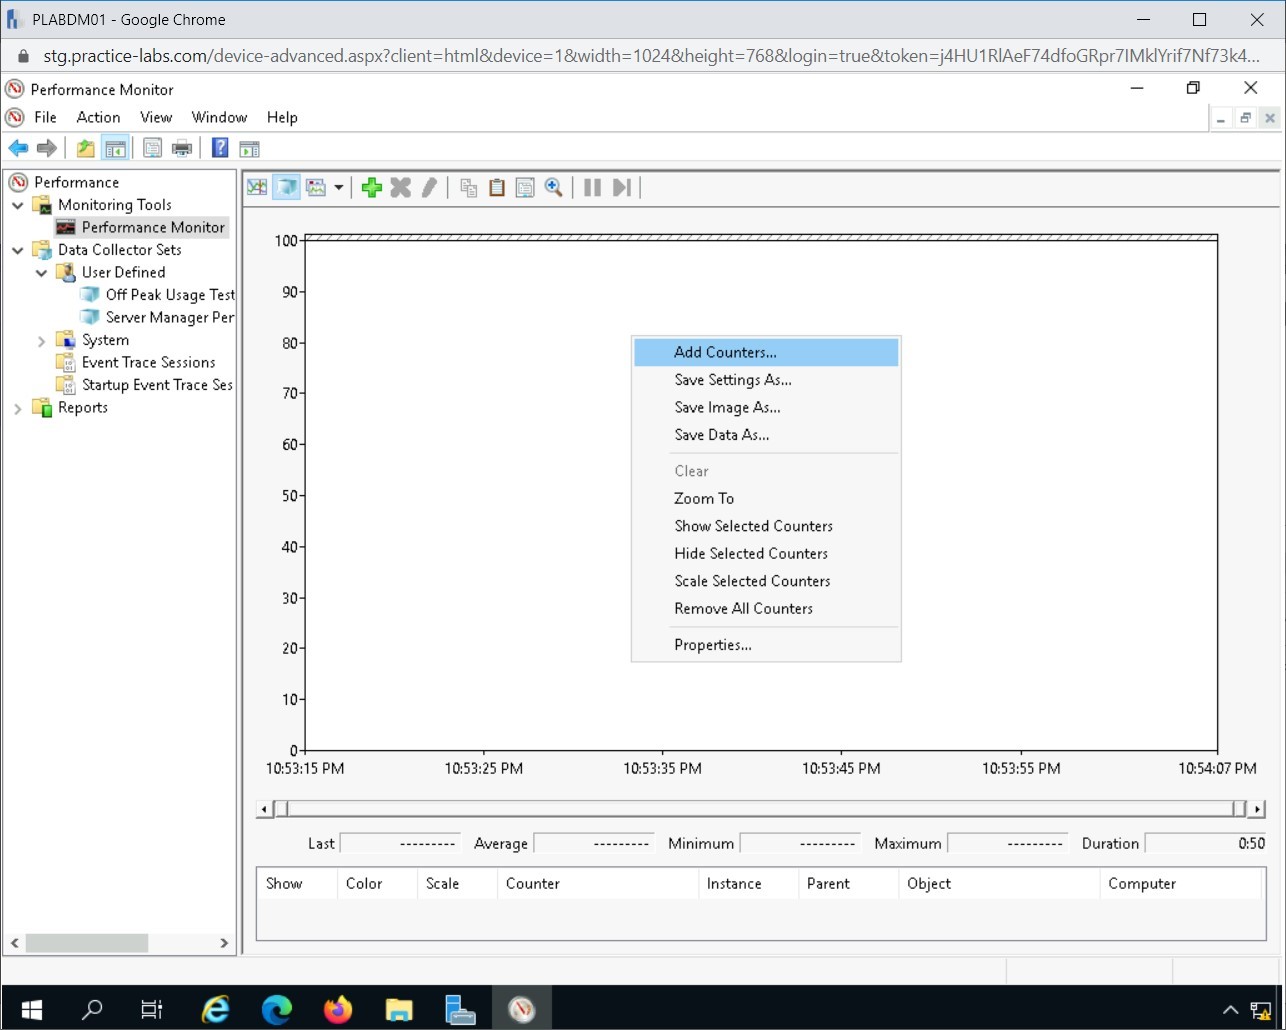 PLABDM01 - Google Chrome
stg.practice-labs.com/device-advanced.aspx?client=html&device=1&width=1024&height=768&login=true&token=j4HU1RlAeF74dfoGRpr7IMklYrif7Nf73k4...
Performance Monitor
File Action View Window Help
Performance
Monitoring Tools
Performance Monitor
Data Collector Sets
User Defined
Off Peak Usage Test
Server Manager Per
System
Event Trace Sessions
Startup Event Trace Ses
Reports
100
90
80
70
60
50
40
30
20
10
0
Add Counters...
Save Settings As...
Save Image As...
Save Data As...
Clear
Zoom To
Show Selected Counters
Hide Selected Counters
Scale Selected Counters
Remove All Counters
Properties...
10:53:15 PM 10:53:25 PM 10:53:35 PM 10:53:45 PM 10:53:55 PM 10:54:07 PM
Last --------- Average --------- Minimum --------- Maximum --------- Duration 0:50
Show Color Scale Counter Instance Parent Object Computer